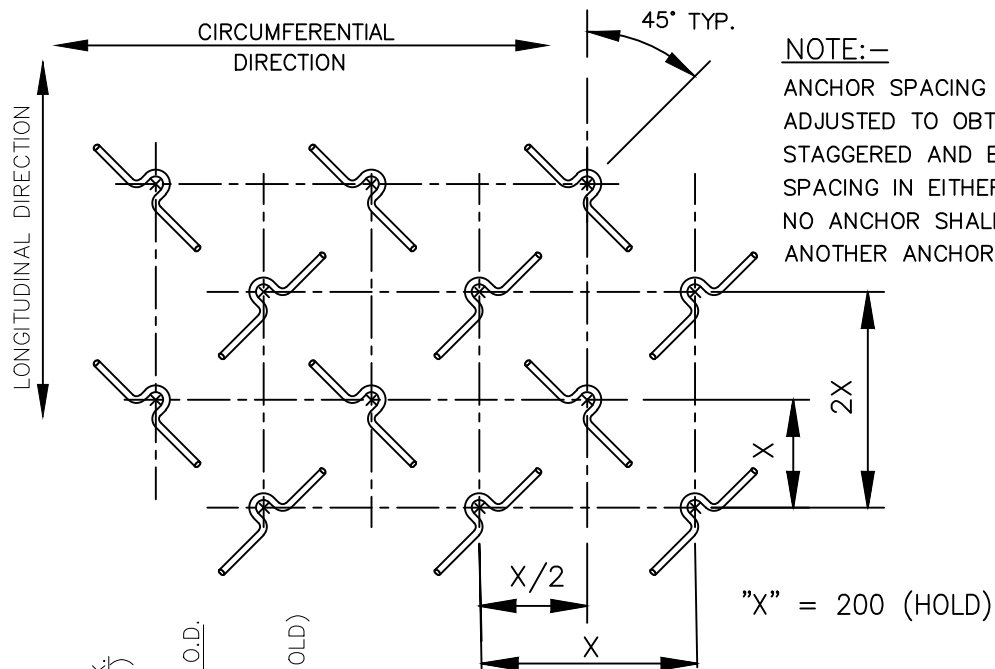 CIRCUMFERENTIAL
DIRECTION
45° TYP.
LONGITUDINAL DIRECTION
NOTE:-
ANCHOR SPACING
ADJUSTED TO OBT
STAGGERED AND E
SPACING IN EITHER
NO ANCHOR SHALL
ANOTHER ANCHOR
2X
X
X/2
X
"X" = 200 (HOLD)
O.D.
OLD)